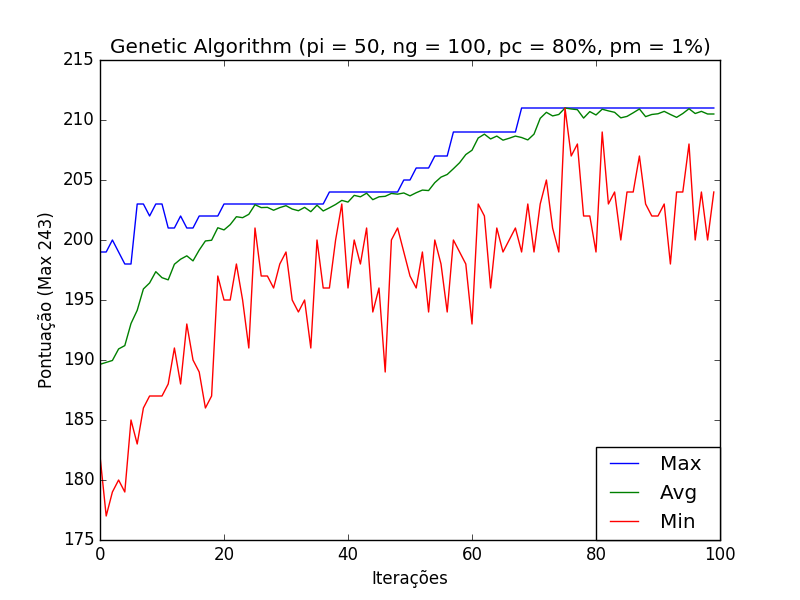 Genetic Algorithm (pi = 50, ng = 100, pc = 80%, pm = 1%)
215
210
205
200
195
190
185
180
175
Pontuação (Max 243)
0 20 40 60 80 100
Iterações
Max
Avg
Min